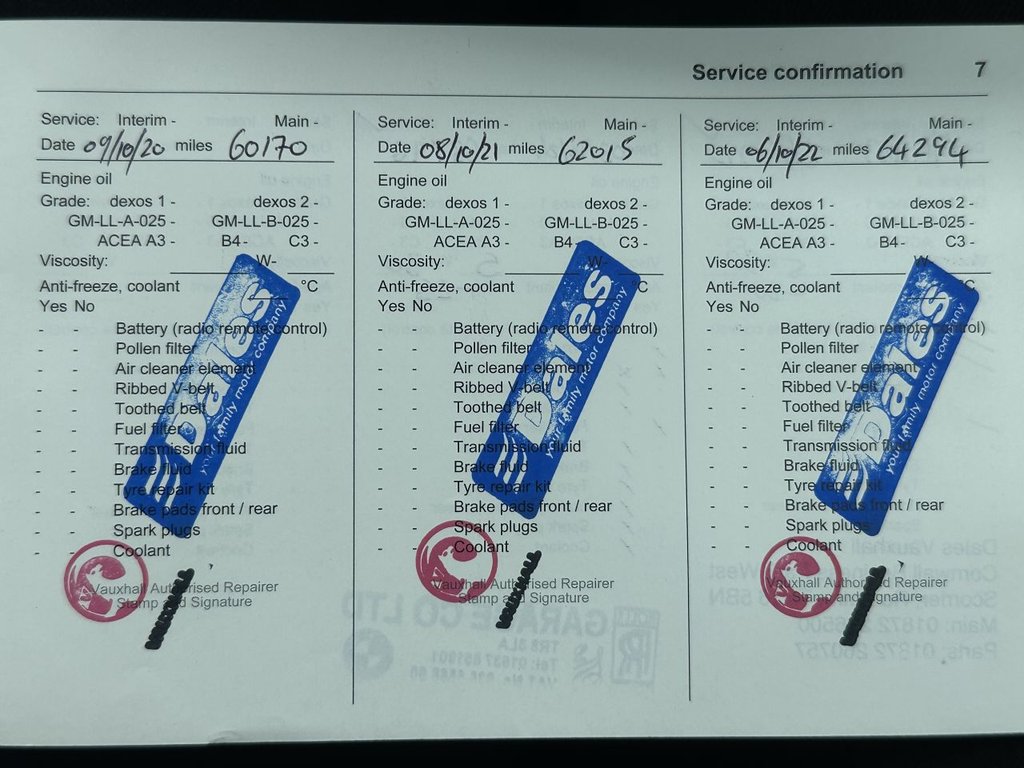 Service confirmation 7
Service: Interim - Main -
Date 09/10/20 miles 60170
Engine oil
Grade: dexos 1 - dexos 2 -
GM-LL-A-025 - GM-LL-B-025 -
ACEA A3 - B4- C3 -
Viscosity: W-
Anti-freeze, coolant °C
Yes No
- - Battery (radio remote control)
- - Pollen filter
- - Air cleaner element
- - Ribbed V-belt
- - Toothed belt
- - Fuel filter
- - Transmission fluid
- - Brake fluid
- - Tyre repair kit
- - Brake pads front / rear
- - Spark plugs
- - Coolant
Vauxhall Authorised Repairer
Stamp and Signature
Dales
your family motor company
Service: Interim - Main -
Date 08/10/21 miles 62015
Engine oil
Grade: dexos 1 - dexos 2 -
GM-LL-A-025 - GM-LL-B-025 -
ACEA A3 - B4- C3 -
Viscosity: W-
Anti-freeze, coolant °C
Yes No
- - Battery (radio remote control)
- - Pollen filter
- - Air cleaner element
- - Ribbed V-belt
- - Toothed belt
- - Fuel filter
- - Transmission fluid
- - Brake fluid
- - Tyre repair kit
- - Brake pads front / rear
- - Spark plugs
- - Coolant
Vauxhall Authorised Repairer
Stamp and Signature
Dales
your family motor company
Service: Interim - Main -
Date 06/10/22 miles 64294
Engine oil
Grade: dexos 1 - dexos 2 -
GM-LL-A-025 - GM-LL-B-025 -
ACEA A3 - B4- C3 -
Viscosity: W-
Anti-freeze, coolant °C
Yes No
- - Battery (radio remote control)
- - Pollen filter
- - Air cleaner element
- - Ribbed V-belt
- - Toothed belt
- - Fuel filter
- - Transmission fluid
- - Brake fluid
- - Tyre repair kit
- - Brake pads front / rear
- - Spark plugs
- - Coolant
Vauxhall Authorised Repairer
Stamp and Signature
Dales
your family motor company